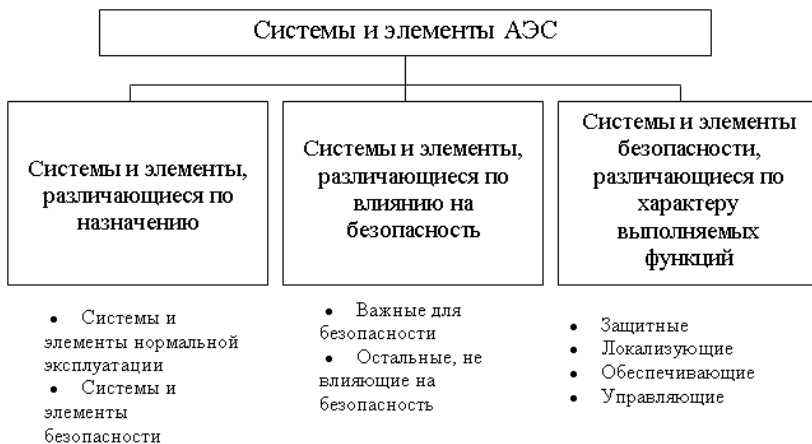 Системы и элементы АЭС
Системы и элементы,
различающиеся по
назначению
Системы и элементы,
различающиеся по
влиянию на
безопасность
Системы и элементы
безопасности,
различающиеся по
характеру
выполняемых
функций
• Системы и
элементы нормальной
эксплуатации
• Системы и
элементы
безопасности
• Важные для
безопасности
• Остальные, не
влияющие на
безопасность
• Защитные
• Локализующие
• Обеспечивающие
• Управляющие